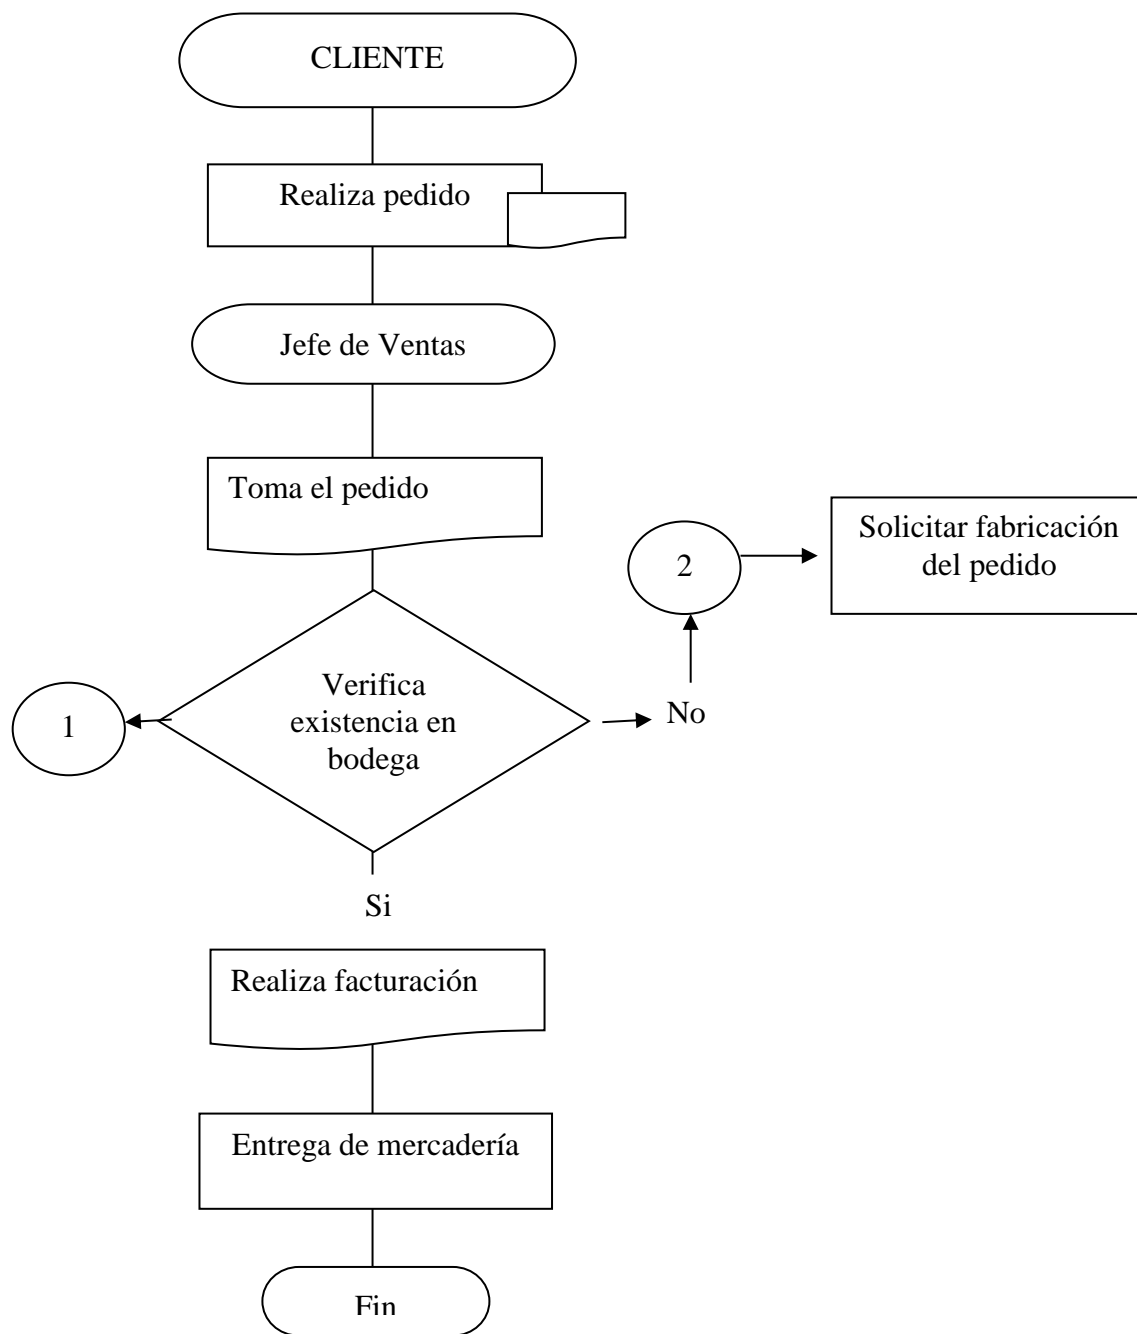 CLIENTE
Realiza pedido
Jefe de Ventas
Toma el pedido
Solicitar fabricación
del pedido
2
Verifica
existencia en
bodega
1
No
Si
Realiza facturación
Entrega de mercadería
Fin